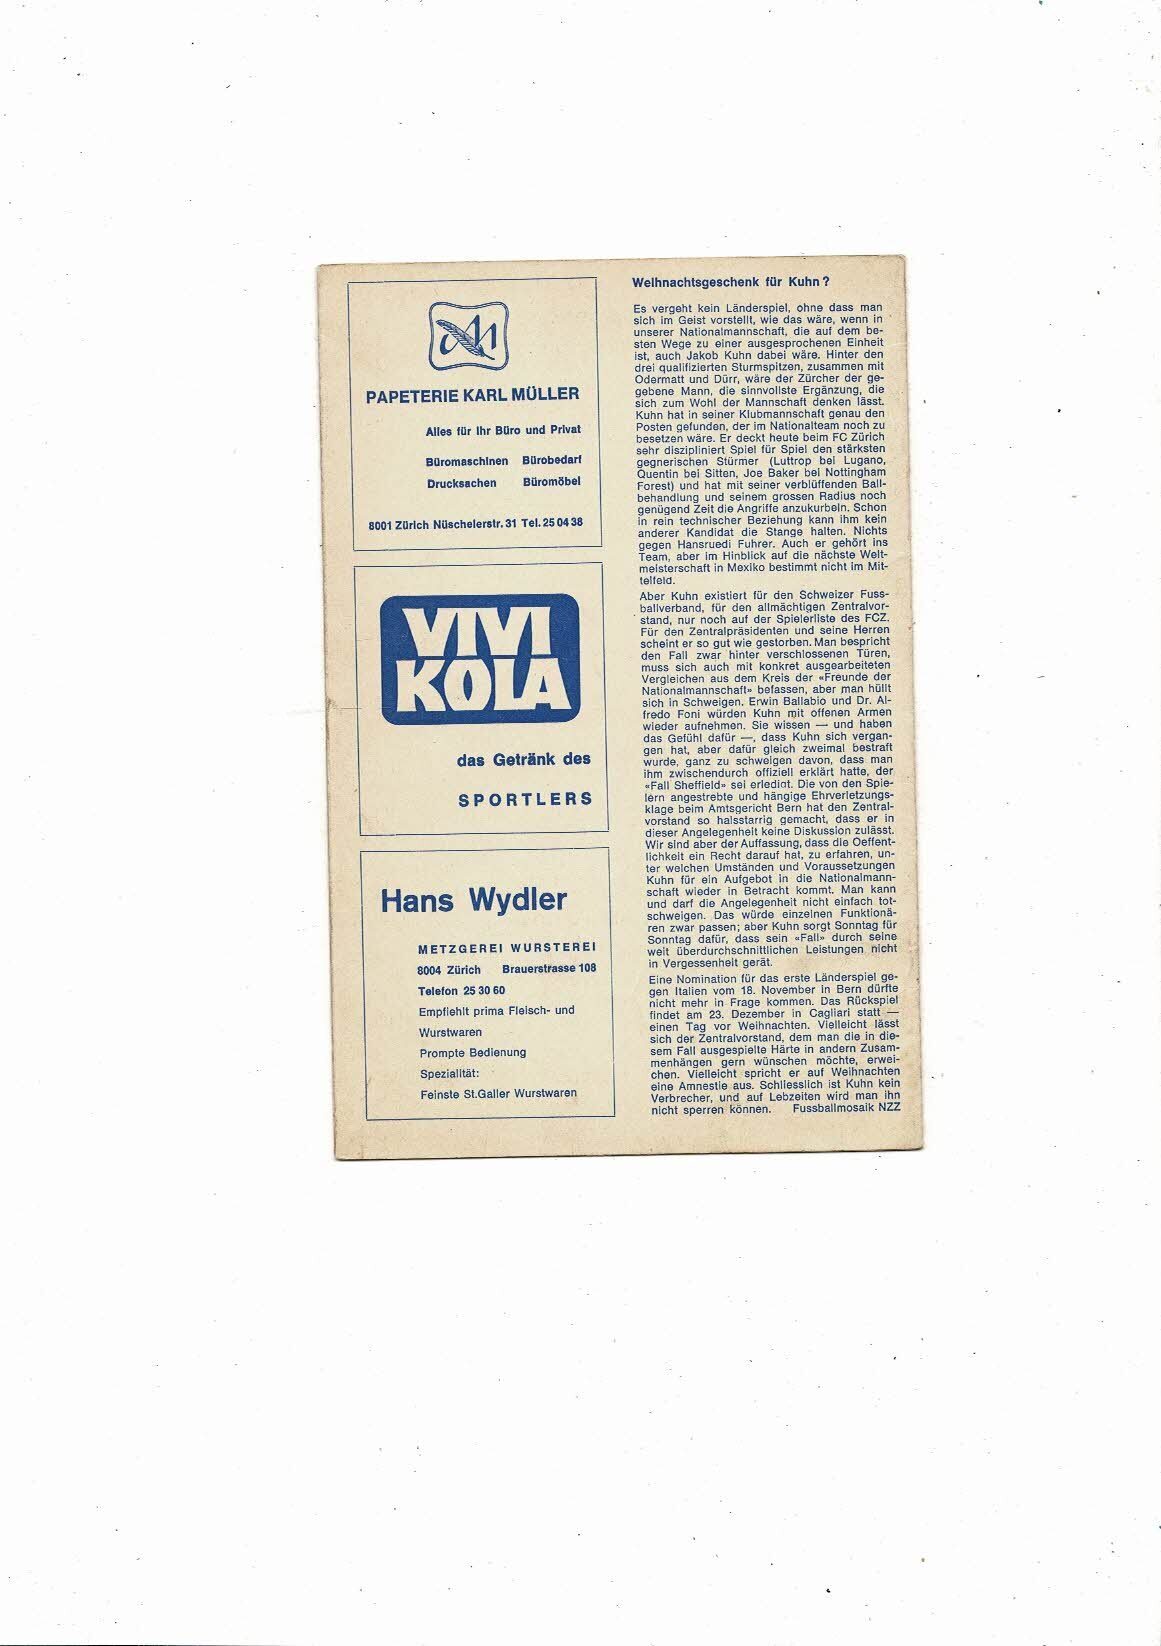 PAPETERIE KARL MÜLLER
Alles für Ihr Büro und Privat
Büromaschinen Bürobedarf
Drucksachen Büromöbel
8001 Zürich Nüschelerstr. 31 Tel. 25 04 38
VIVI
KOLA
das Getränk des
SPORTLERS
Hans Wydler
METZGEREI WURSTEREI
8004 Zürich Brauerstrasse 108
Telefon 25 30 60
Empfiehlt prima Fleisch- und
Wurstwaren
Prompte Bedienung
Spezialität:
Feinste St. Galler Wurstwaren
Weihnachtsgeschenk für Kuhn?
Es vergeht kein Länderspiel, ohne dass man
sich im Geist vorstellt, wie das wäre, wenn in
unserer Nationalmannschaft, die auf dem be-
sten Wege zu einer ausgesprochenen Einheit
ist, auch Jakob Kuhn dabei wäre. Hinter den
drei qualifizierten Sturmspitzen, zusammen mit
Odermatt und Dürr, wäre der Zürcher der ge-
gebene Mann, die sinnvollste Ergänzung, die
sich zum Wohl der Mannschaft denken lässt.
Kuhn hat in seiner Klubmannschaft genau den
Posten gefunden, der im Nationalteam noch zu
besetzen wäre. Er deckt heute beim FC Zürich
sehr diszipliniert Spiel für Spiel den stärksten
gegnerischen Stürmer (Luttrop bei Lugano,
Quentin bei Sitten, Joe Baker bei Nottingham
Forest) und hat mit seiner verblüffenden Ball-
behandlung und seinem grossen Radius noch
genügend Zeit die Angriffe anzukurbeln. Schon
in rein technischer Beziehung kann ihm kein
anderer Kandidat die Stange halten. Nichts
gegen Hansruedi Fuhrer. Auch er gehört ins
Team, aber im Hinblick auf die nächste Welt-
meisterschaft in Mexiko bestimmt nicht im Mit-
telfeld.
Aber Kuhn existiert für den Schweizer Fuss-
ballverband, für den allmächtigen Zentralvor-
stand, nur noch auf der Spielerliste des FCZ.
Für den Zentralpräsidenten und seine Herren
scheint er so gut wie gestorben. Man bespricht
den Fall zwar hinter verschlossenen Türen,
muss sich auch mit konkret ausgearbeiteten
Vergleichen aus dem Kreis der «Freunde der
Nationalmannschaft» befassen, aber man hüllt
sich in Schweigen. Erwin Ballabio und Dr. Al-
fredo Foni würden Kuhn mit offenen Armen
wieder aufnehmen. Sie wissen — und haben
das Gefühl dafür —, dass Kuhn sich vergan-
gen hat, aber dafür gleich zweimal bestraft
wurde, ganz zu schweigen davon, dass man
ihm zwischendurch offiziell erklärt hatte, der
«Fall Sheffield» sei erledigt. Die von den Spie-
lern angestrebte und hängige Ehrverletzungs-
klage beim Amtsgericht Bern hat den Zentral-
vorstand so halsstarrig gemacht, dass er in
dieser Angelegenheit keine Diskussion zulässt.
Wir sind aber der Auffassung, dass die Oeffent-
lichkeit ein Recht darauf hat, zu erfahren, un-
ter welchen Umständen und Voraussetzungen
Kuhn für ein Aufgebot in die Nationalmann-
schaft wieder in Betracht kommt. Man kann
und darf die Angelegenheit nicht einfach tot-
schweigen. Das würde einzelnen Funktionä-
ren zwar passen; aber Kuhn sorgt Sonntag für
Sonntag dafür, dass sein «Fall» durch seine
weit überdurchschnittlichen Leistungen nicht
in Vergessenheit gerät.
Eine Nomination für das erste Länderspiel ge-
gen Italien vom 18. November in Bern dürfte
nicht mehr in Frage kommen. Das Rückspiel
findet am 23. Dezember in Cagliari statt —
einen Tag vor Weihnachten. Vielleicht lässt
sich der Zentralvorstand, dem man die in die-
sem Fall ausgespielte Härte in andern Zusam-
menhängen gern wünschen möchte, erwei-
chen. Vielleicht spricht er auf Weihnachten
eine Amnestie aus. Schliesslich ist Kuhn kein
Verbrecher, und auf Lebzeiten wird man ihn
nicht sperren können. Fussballmosaik NZZ